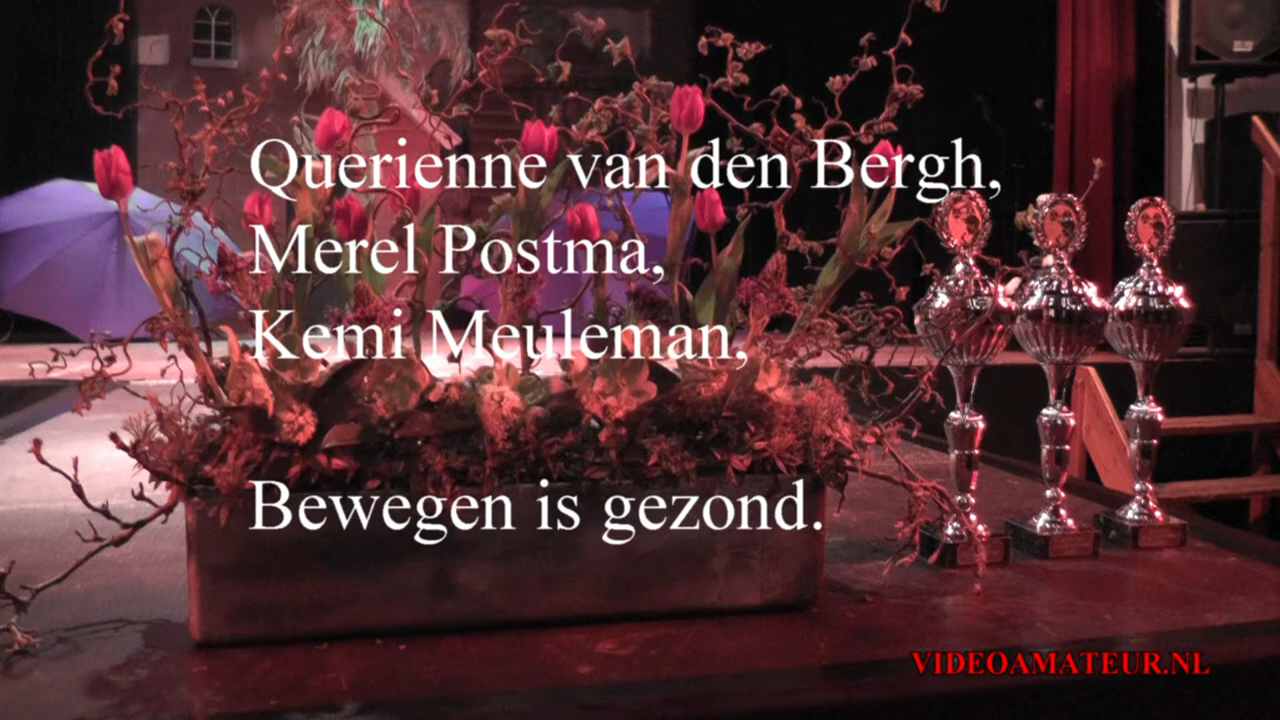 Querienne van den Bergh,
Merel Postma,
Kemi Meuleman,
Bewegen is gezond.
VIDEOAMATEUR.NL